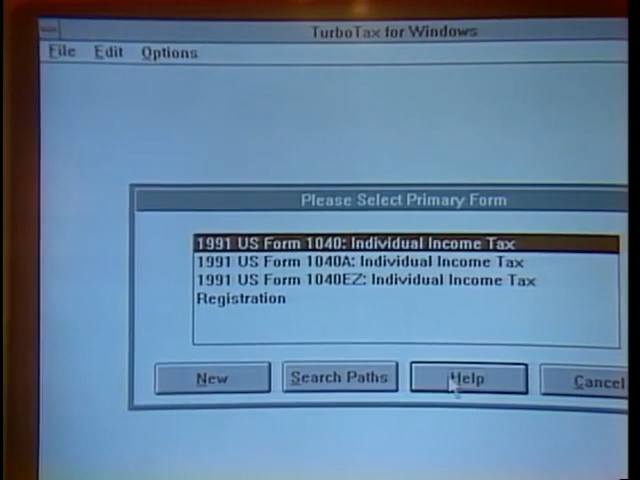 TurboTax for Windows
File Edit Options
Please Select Primary Form
1991 US Form 1040: Individual Income Tax
1991 US Form 1040A: Individual Income Tax
1991 US Form 1040EZ: Individual Income Tax
Registration
New Search Paths Help Cancel